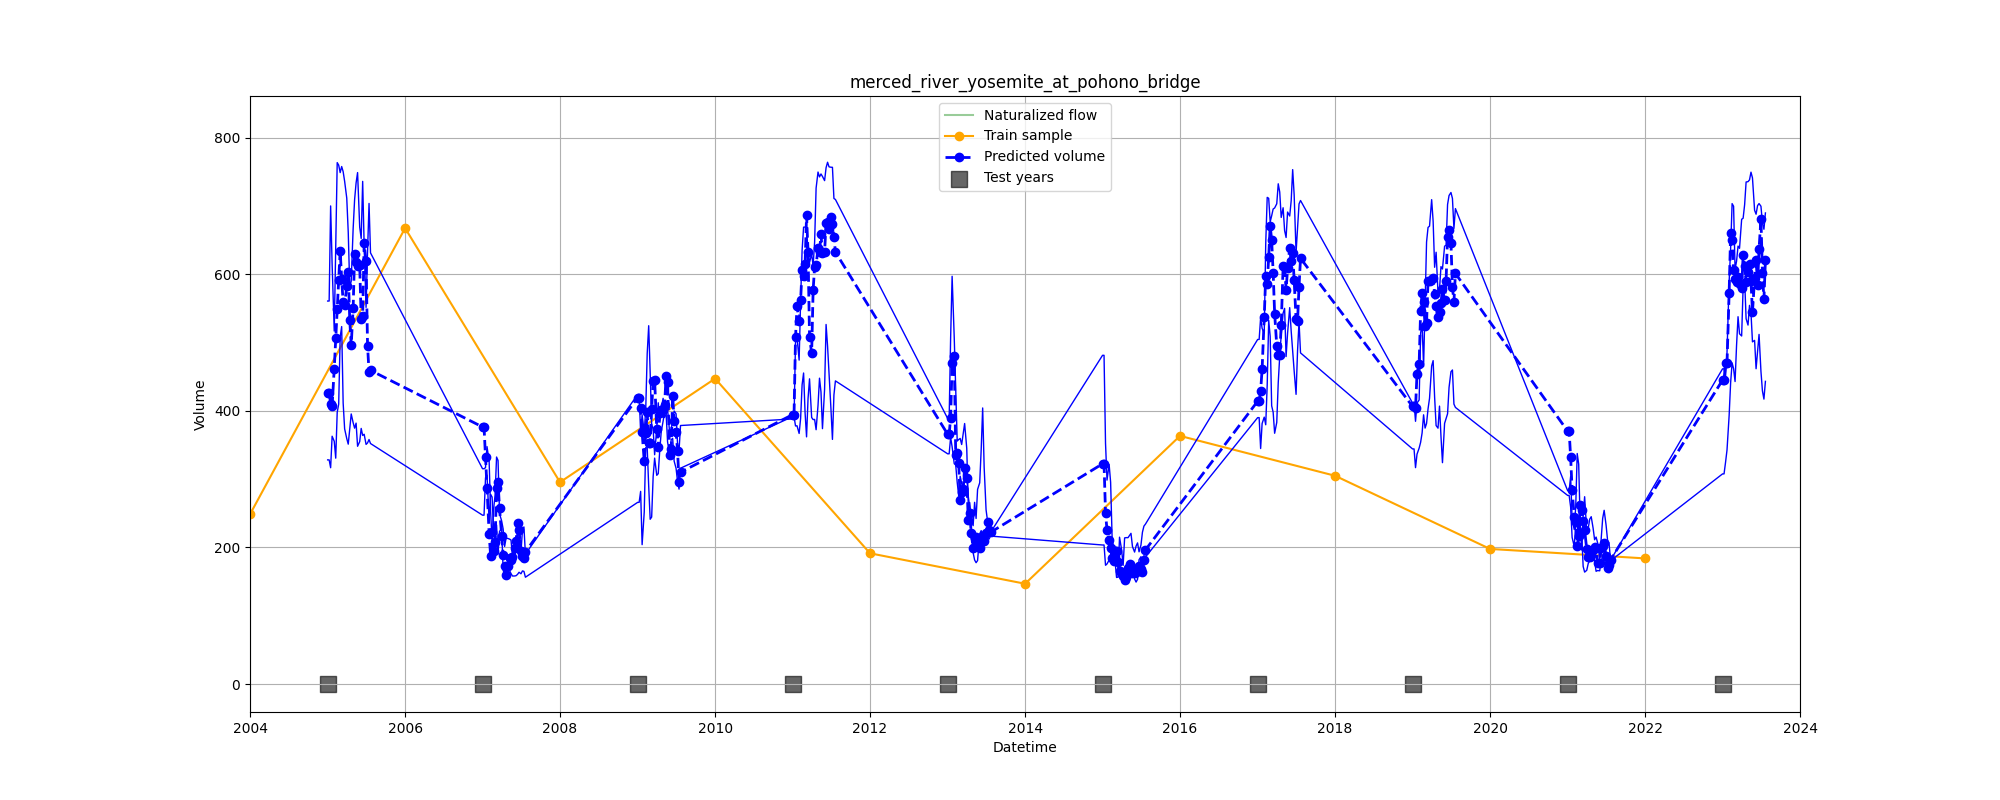 merced_river_yosemite_at_pohono_bridge
Naturalized flow
Train sample
Predicted volume
Test years
Volume
800
600
400
200
0
2004 2006 2008 2010 2012 2014 2016 2018 2020 2022 2024
Datetime